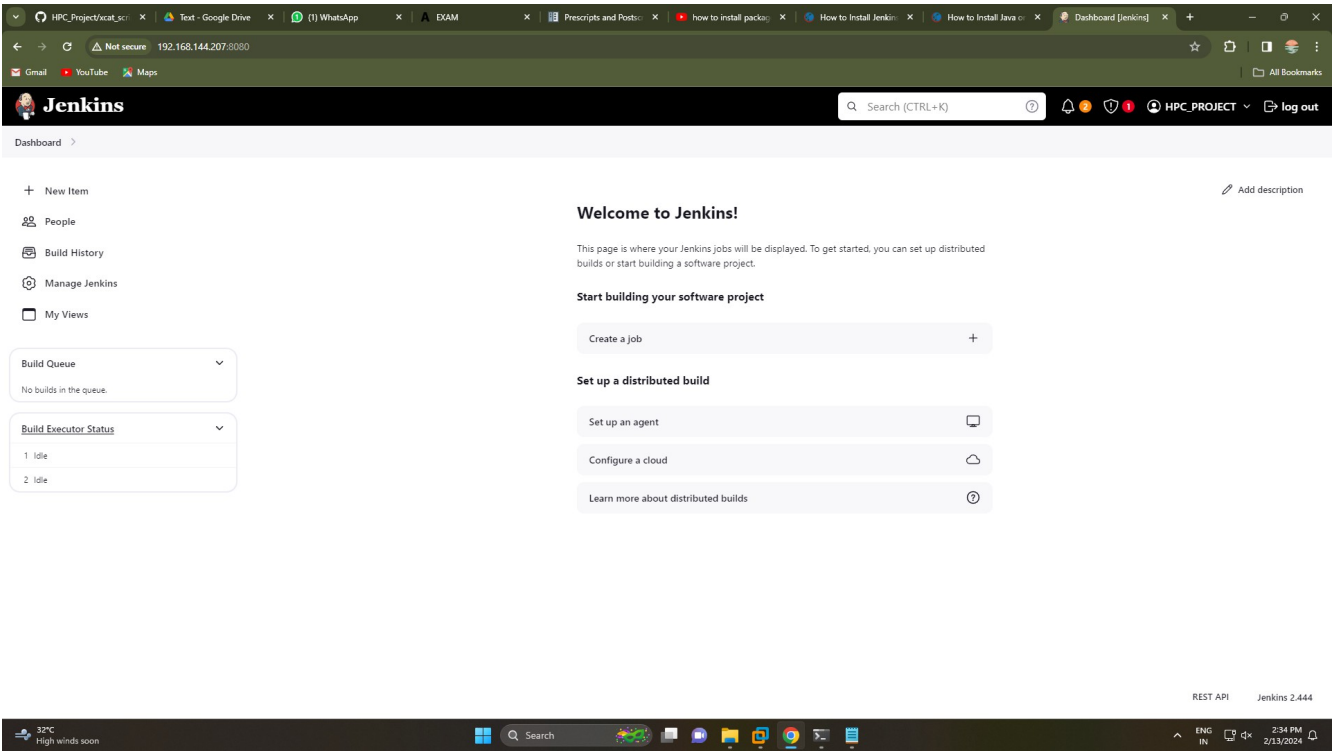 HPC_Project/xcat_scri
Text - Google Drive
(1) WhatsApp
EXAM
Prescripts and Postsc
how to install packag
How to Install Jenkin
How to Install Java o
Dashboard [Jenkins]
Not secure 192.168.144.207:8080
Gmail YouTube Maps All Bookmarks
Jenkins Search (CTRL+K) 2 1 HPC_PROJECT log out
Dashboard
New Item
People
Build History
Manage Jenkins
My Views
Build Queue
No builds in the queue.
Build Executor Status
1 Idle
2 Idle
Add description
Welcome to Jenkins!
This page is where your Jenkins jobs will be displayed. To get started, you can set up distributed
builds or start building a software project.
Start building your software project
Create a job
Set up a distributed build
Set up an agent
Configure a cloud
Learn more about distributed builds
REST API Jenkins 2.444
32°C
High winds soon
Search
ENG
IN
2:34 PM
2/13/2024